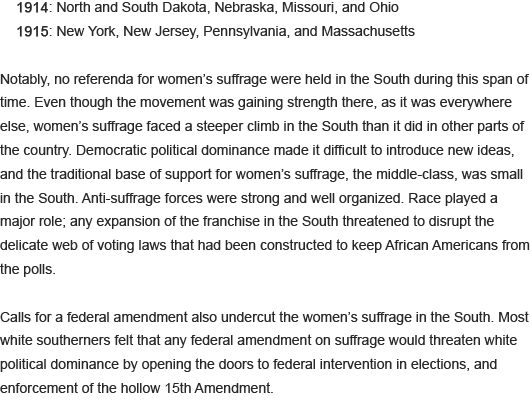 1914: North and South Dakota, Nebraska, Missouri, and Ohio
1915: New York, New Jersey, Pennsylvania, and Massachusetts
Notably, no referenda for women’s suffrage were held in the South during this span of
time. Even though the movement was gaining strength there, as it was everywhere
else, women’s suffrage faced a steeper climb in the South than it did in other parts of
the country. Democratic political dominance made it difficult to introduce new ideas,
and the traditional base of support for women’s suffrage, the middle-class, was small
in the South. Anti-suffrage forces were strong and well organized. Race played a
major role; any expansion of the franchise in the South threatened to disrupt the
delicate web of voting laws that had been constructed to keep African Americans from
the polls.
Calls for a federal amendment also undercut the women’s suffrage in the South. Most
white southerners felt that any federal amendment on suffrage would threaten white
political dominance by opening the doors to federal intervention in elections, and
enforcement of the hollow 15th Amendment.